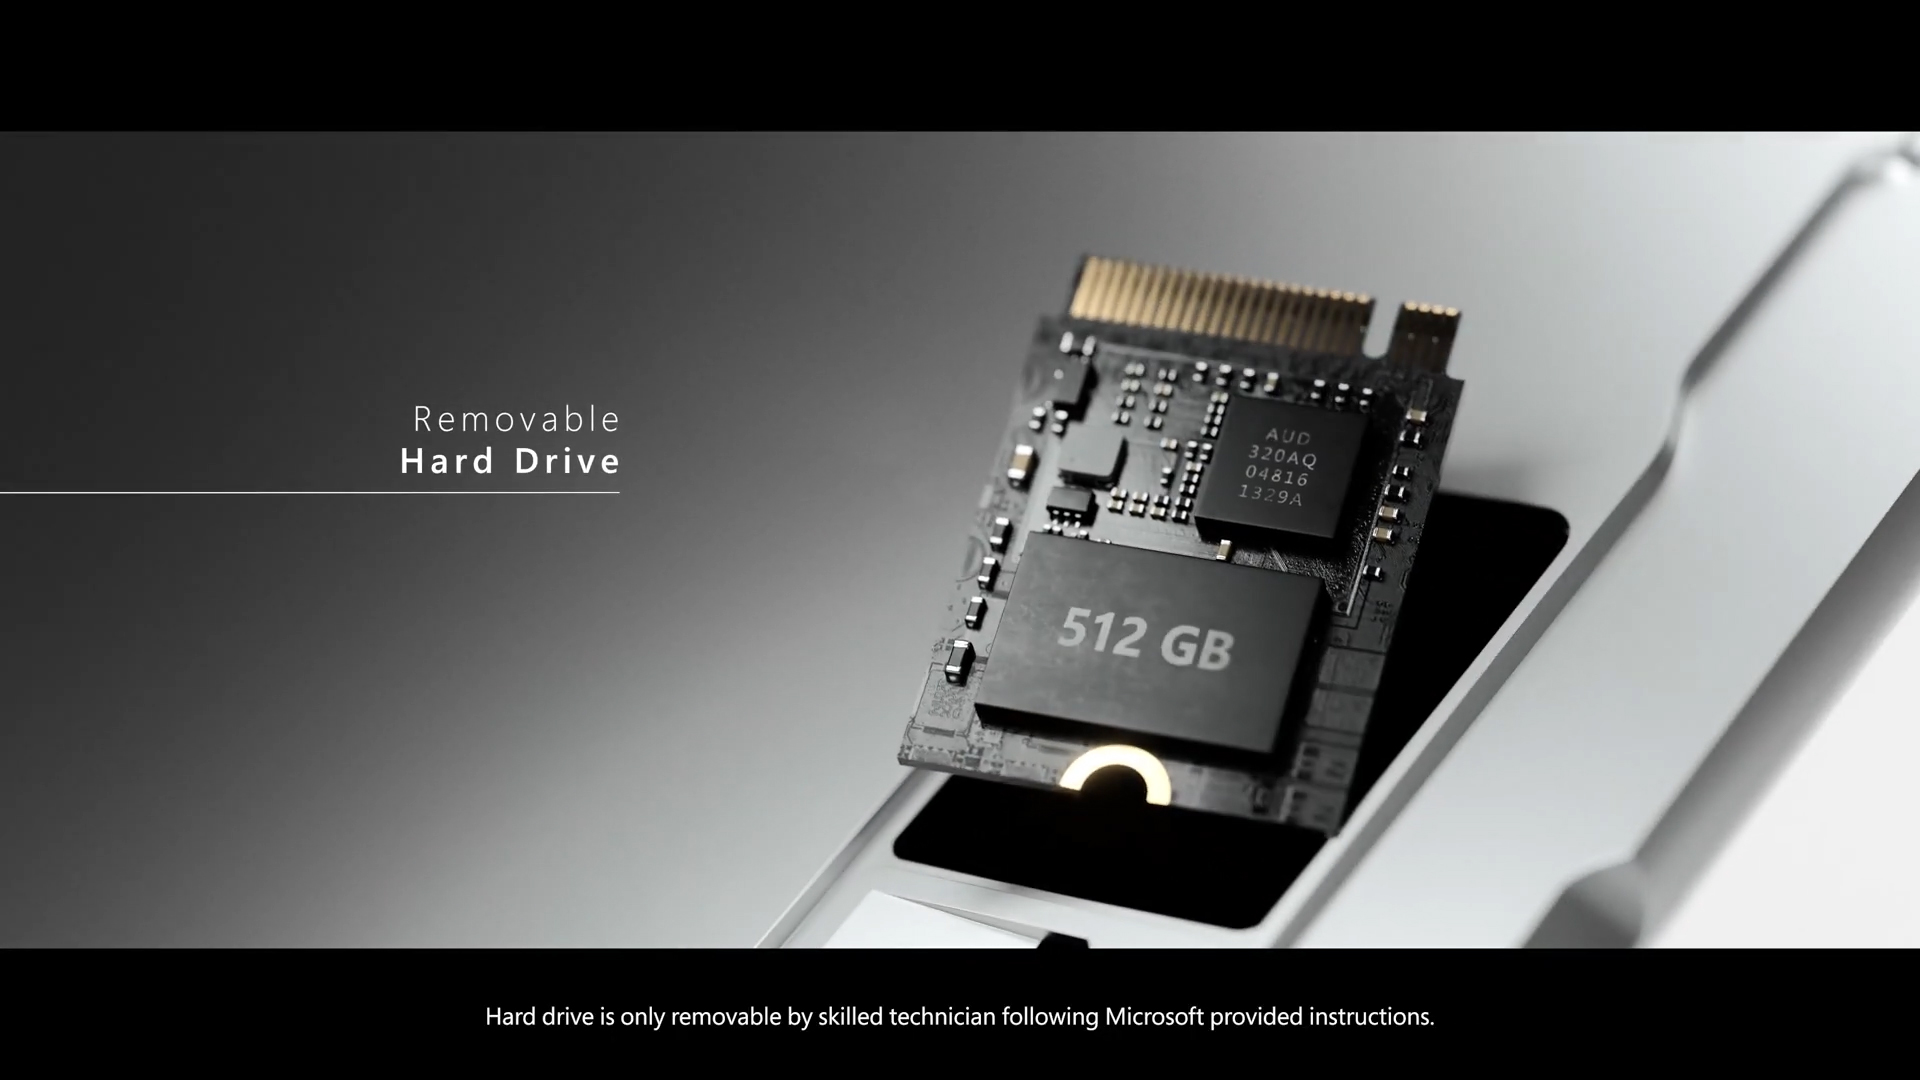 Removable
Hard Drive
AUD
320AQ
04816
1329A
512 GB
Hard drive is only removable by skilled technician following Microsoft provided instructions.